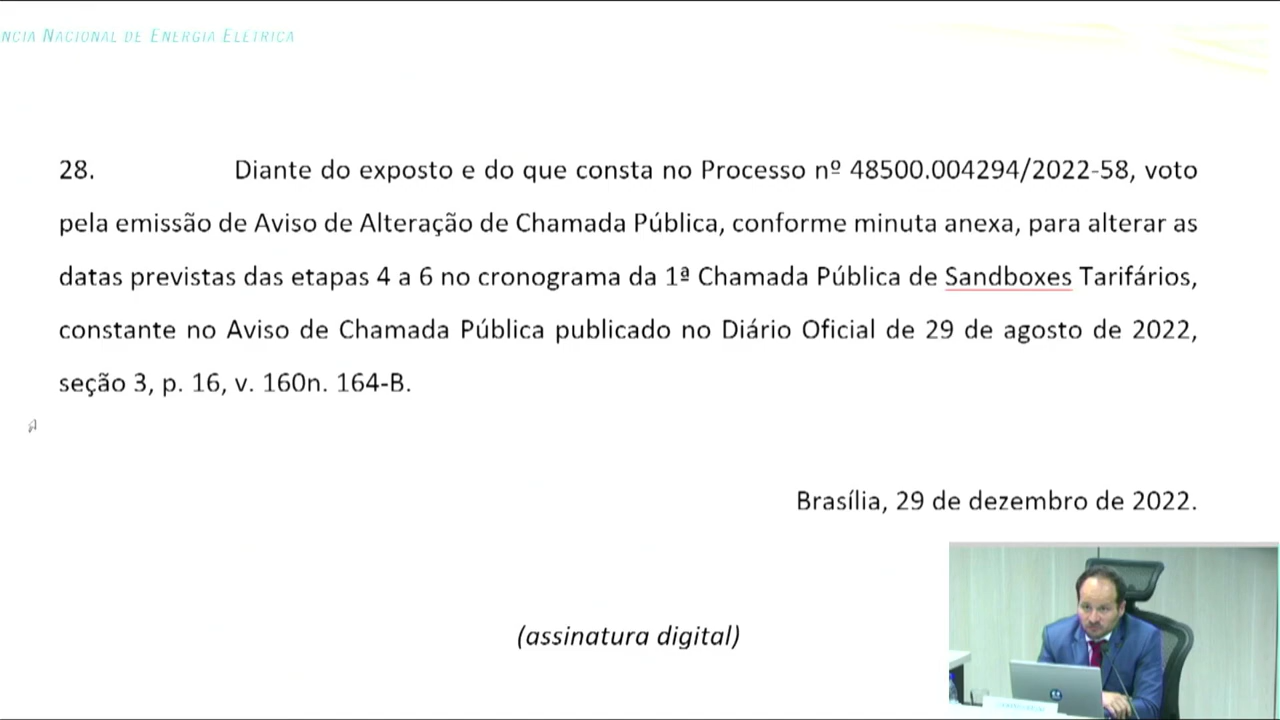 NCIA NACIONAL DE ENERGIA ELÉTRICA
28. Diante do exposto e do que consta no Processo nº 48500.004294/2022-58, voto
pela emissão de Aviso de Alteração de Chamada Pública, conforme minuta anexa, para alterar as
datas previstas das etapas 4 a 6 no cronograma da 1ª Chamada Pública de Sandboxes Tarifários,
constante no Aviso de Chamada Pública publicado no Diário Oficial de 29 de agosto de 2022,
seção 3, p. 16, v. 160n. 164-B.
Brasília, 29 de dezembro de 2022.
(assinatura digital)